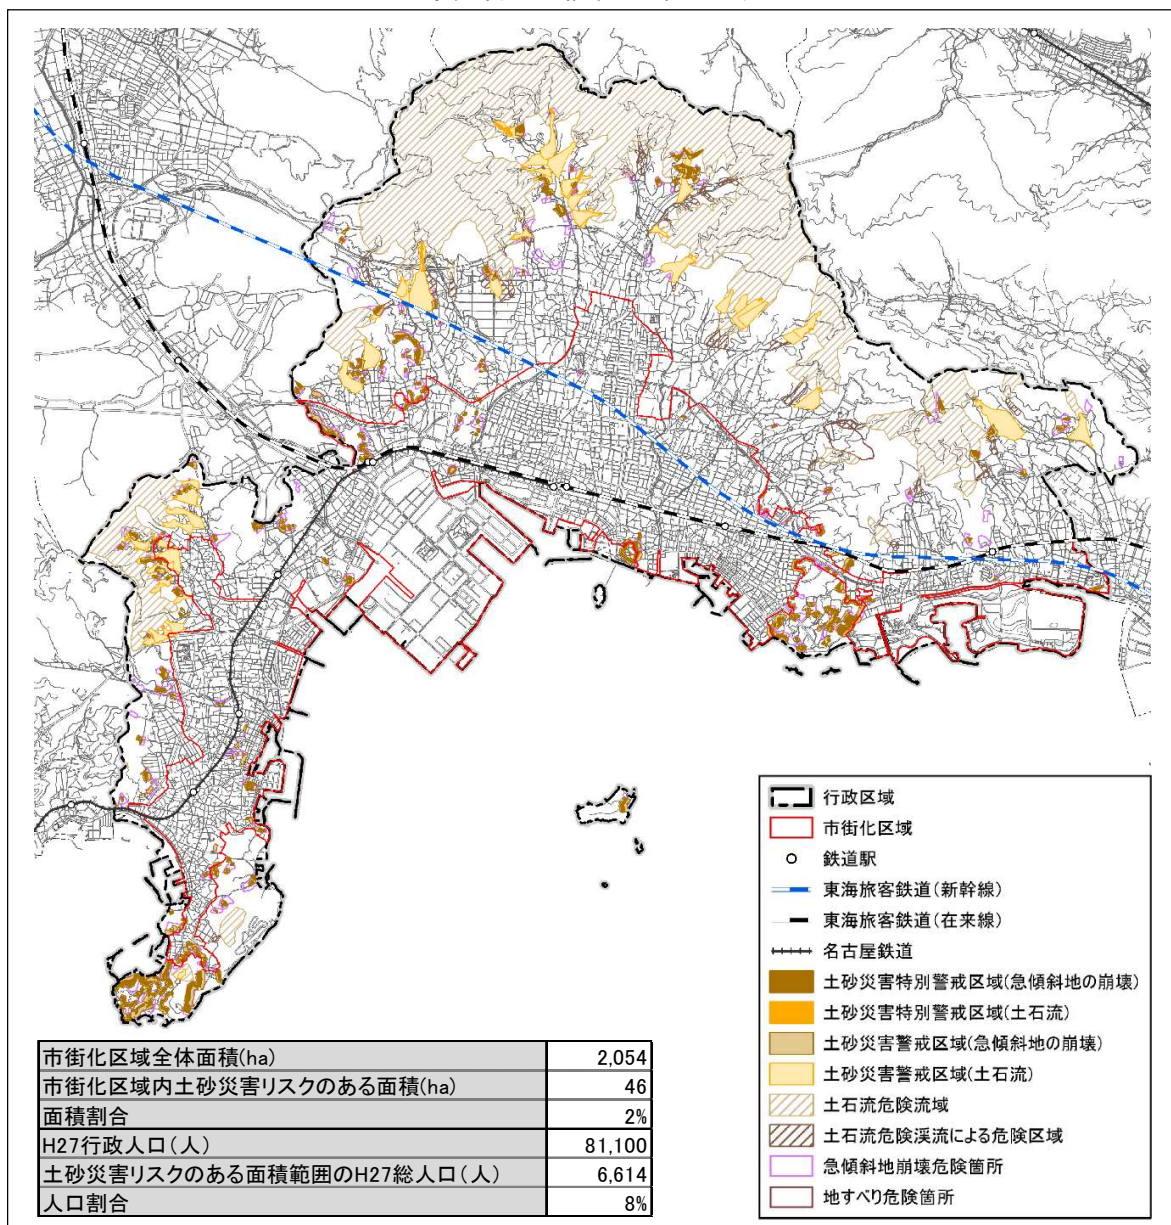 行政区域
市街化区域
鉄道駅
東海旅客鉄道(新幹線)
東海旅客鉄道(在来線)
名古屋鉄道
土砂災害特別警戒区域(急傾斜地の崩壊)
土砂災害特別警戒区域(土石流)
土砂災害警戒区域(急傾斜地の崩壊)
土砂災害警戒区域(土石流)
土石流危険流域
土石流危険渓流による危険区域
急傾斜地崩壊危険箇所
地すべり危険箇所
市街化区域全体面積(ha) 2,054
市街化区域内土砂災害リスクのある面積(ha) 46
面積割合 2%
H27行政人口(人) 81,100
土砂災害リスクのある面積範囲のH27総人口(人) 6,614
人口割合 8%